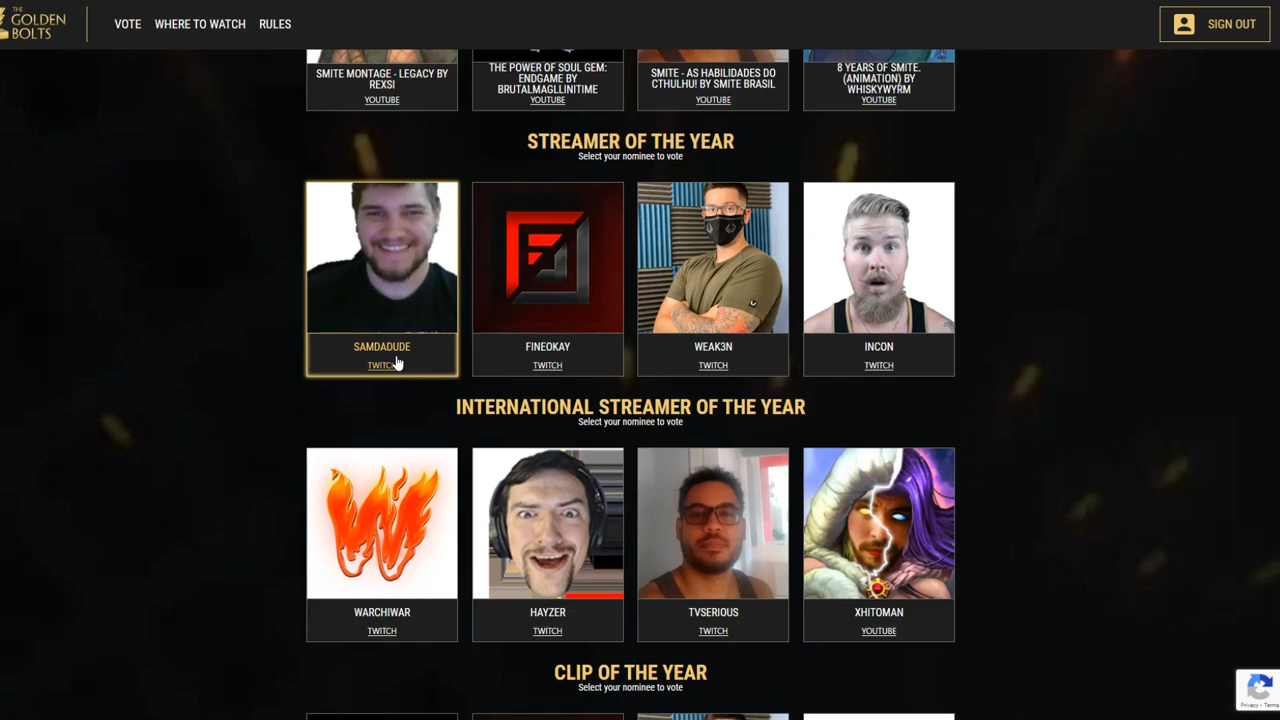 THE
GOLDEN
BOLTS
VOTE
WHERE TO WATCH
RULES
SIGN OUT
SMITE MONTAGE - LEGACY BY
REXSI
YOUTUBE
THE POWER OF SOUL GEM:
ENDGAME BY
BRUTALMAGLLINITIME
YOUTUBE
SMITE - AS HABILIDADES DO
CTHULHU! BY SMITE BRASIL
YOUTUBE
8 YEARS OF SMITE.
(ANIMATION) BY
WHISKYWYRM
YOUTUBE
STREAMER OF THE YEAR
Select your nominee to vote
SAMDADUDE
TWITCH
FINEOKAY
TWITCH
WEAK3N
TWITCH
INCON
TWITCH
INTERNATIONAL STREAMER OF THE YEAR
Select your nominee to vote
WARCHIWAR
TWITCH
HAYZER
TWITCH
TVSERIOUS
TWITCH
XHITOMAN
YOUTUBE
CLIP OF THE YEAR
Select your nominee to vote
Privacy - Terms